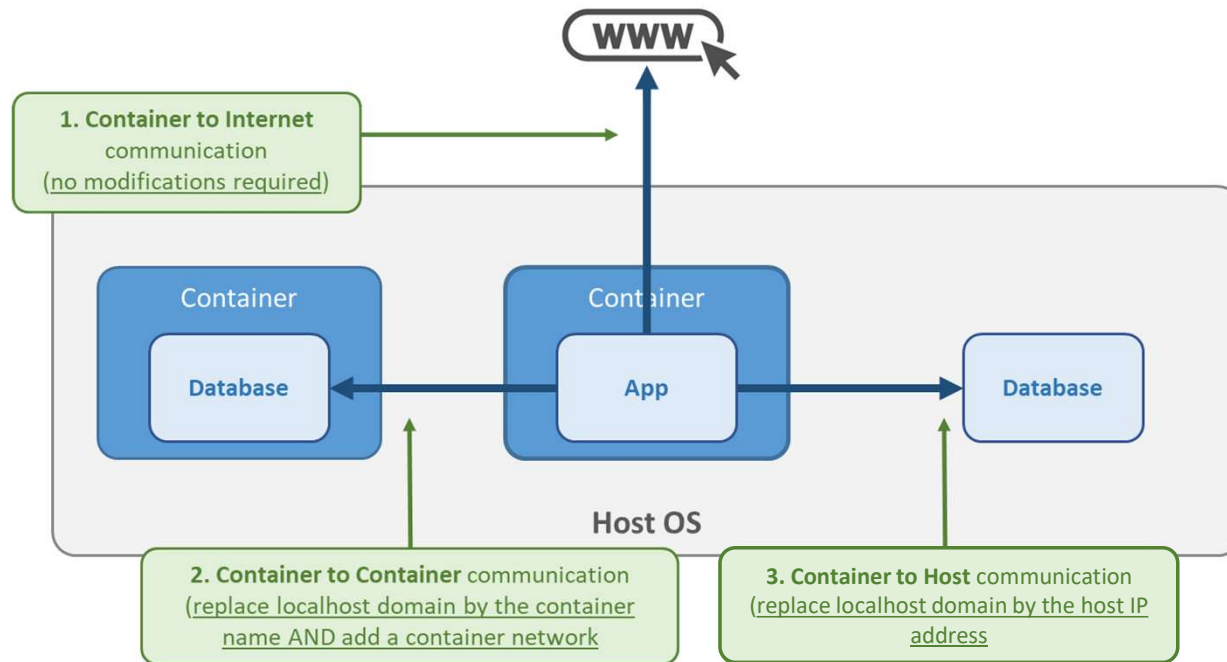 WWW
1. Container to Internet
communication
(no modifications required)
Container
Database
Container
App
Database
Host OS
2. Container to Container communication
(replace localhost domain by the container
name AND add a container network
3. Container to Host communication
(replace localhost domain by the host IP
address